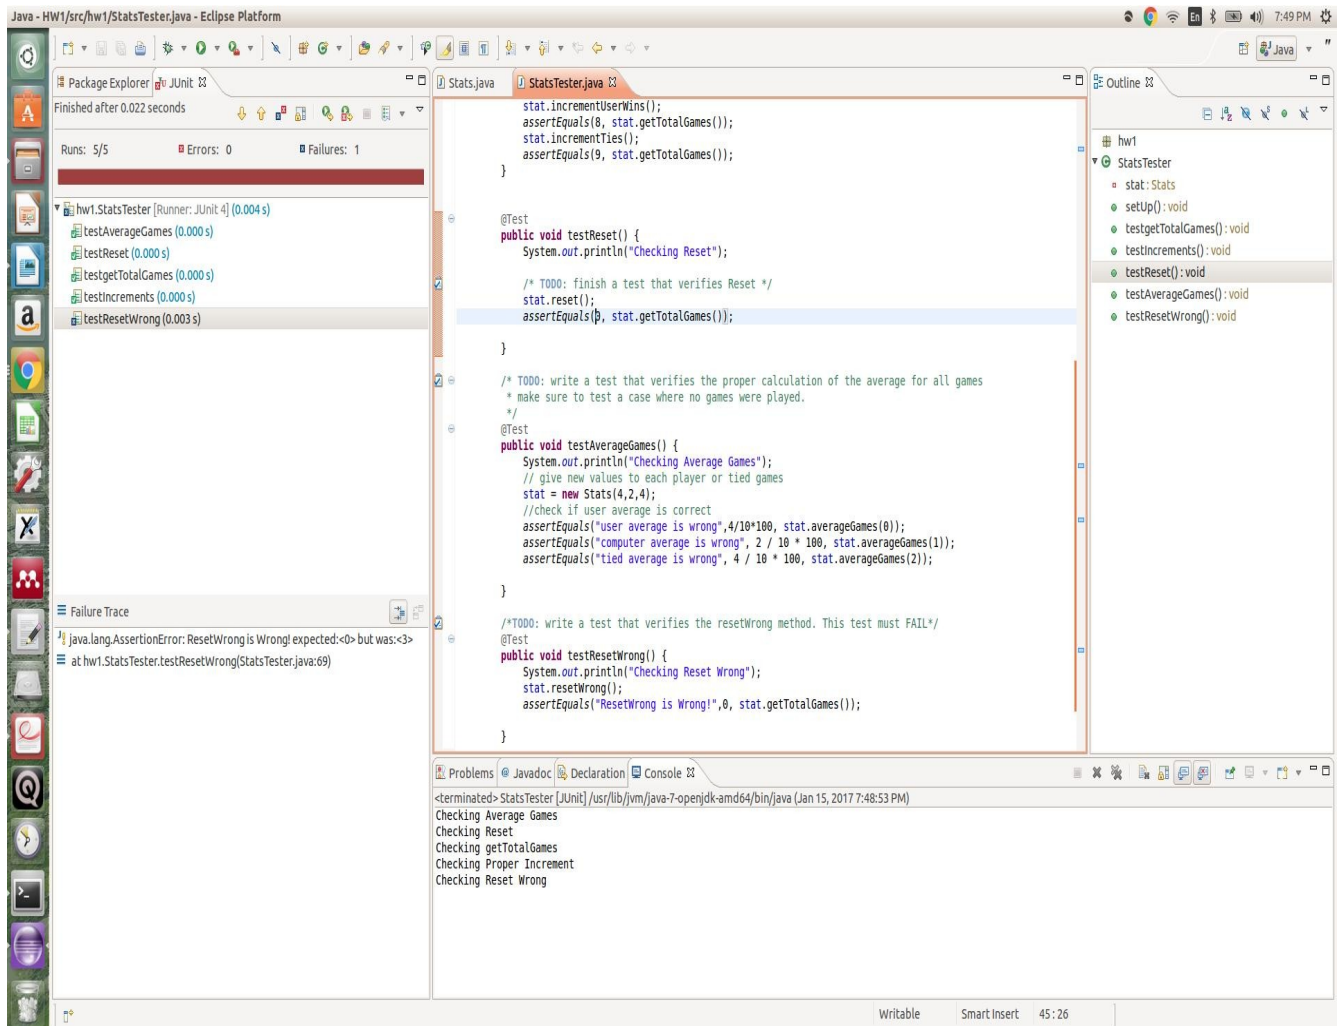 Java - HW1/src/hw1/StatsTester.java - Eclipse Platform
En
7:49 PM
Java
Package Explorer
JUnit
Finished after 0.022 seconds
Runs: 5/5
Errors: 0
Failures: 1
hw1.StatsTester [Runner: JUnit 4] (0.004 s)
testAverageGames (0.000 s)
testReset (0.000 s)
testgetTotalGames (0.000 s)
testIncrements (0.000 s)
testResetWrong (0.003 s)
Failure Trace
java.lang.AssertionError: ResetWrong is Wrong! expected:<0> but was:<3>
at hw1.StatsTester.testResetWrong(StatsTester.java:69)
Stats.java
StatsTester.java
stat.incrementUserWins();
assertEquals(8, stat.getTotalGames());
stat.incrementTies();
assertEquals(9, stat.getTotalGames());
}
@Test
public void testReset() {
System.out.println("Checking Reset");
/* TODO: finish a test that verifies Reset */
stat.reset();
assertEquals(0, stat.getTotalGames());
}
/* TODO: write a test that verifies the proper calculation of the average for all games
* make sure to test a case where no games were played.
*/
@Test
public void testAverageGames() {
System.out.println("Checking Average Games");
// give new values to each player or tied games
stat = new Stats(4,2,4);
//check if user average is correct
assertEquals("user average is wrong",4/10*100, stat.averageGames(0));
assertEquals("computer average is wrong", 2 / 10 * 100, stat.averageGames(1));
assertEquals("tied average is wrong", 4 / 10 * 100, stat.averageGames(2));
}
/*TODO: write a test that verifies the resetWrong method. This test must FAIL*/
@Test
public void testResetWrong() {
System.out.println("Checking Reset Wrong");
stat.resetWrong();
assertEquals("ResetWrong is Wrong!",0, stat.getTotalGames());
}
Outline
hw1
StatsTester
stat : Stats
setUp() : void
testgetTotalGames() : void
testIncrements() : void
testReset() : void
testAverageGames() : void
testResetWrong() : void
Problems
@ Javadoc
Declaration
Console
<terminated> StatsTester [JUnit] /usr/lib/jvm/java-7-openjdk-amd64/bin/java (Jan 15, 2017 7:48:53 PM)
Checking Average Games
Checking Reset
Checking getTotalGames
Checking Proper Increment
Checking Reset Wrong
Writable
Smart Insert
45 : 26